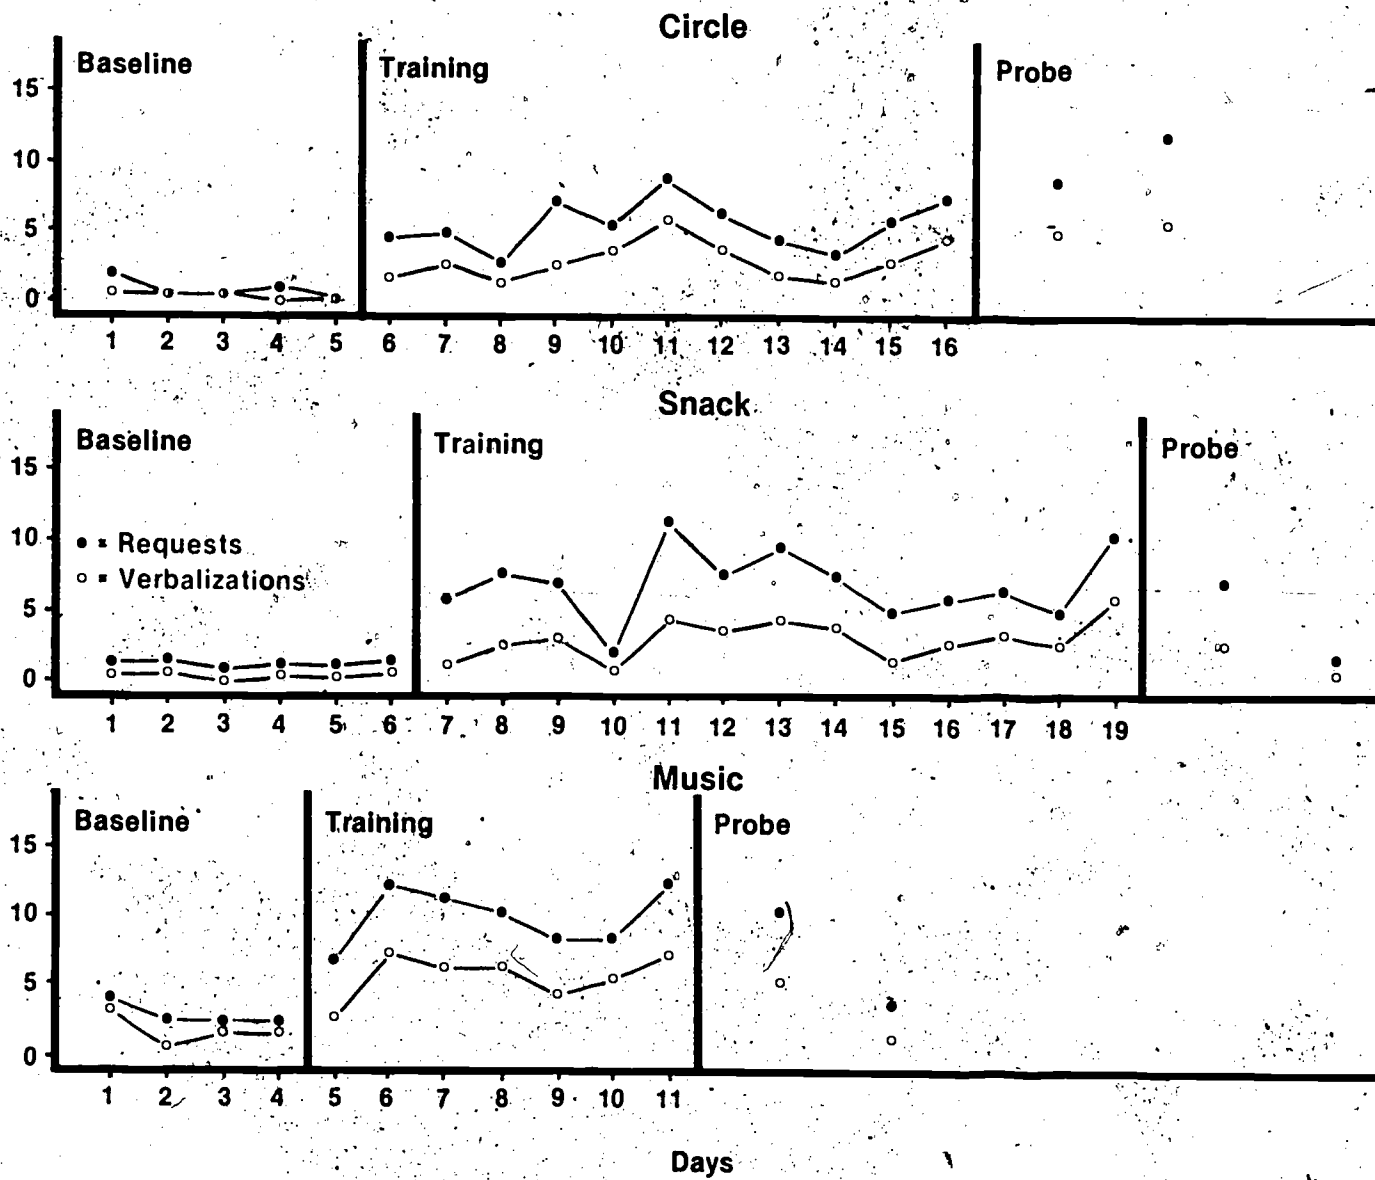 Circle
Baseline Training Probe
15
10
5
0
1 2 3 4 5 6 7 8 9 10 11 12 13 14 15 16
Snack
Baseline Training Probe
15
10
● = Requests
○ = Verbalizations
5
0
1 2 3 4 5 6 7 8 9 10 11 12 13 14 15 16 17 18 19
Music
Baseline Training Probe
15
10
5
0
1 2 3 4 5 6 7 8 9 10 11
Days